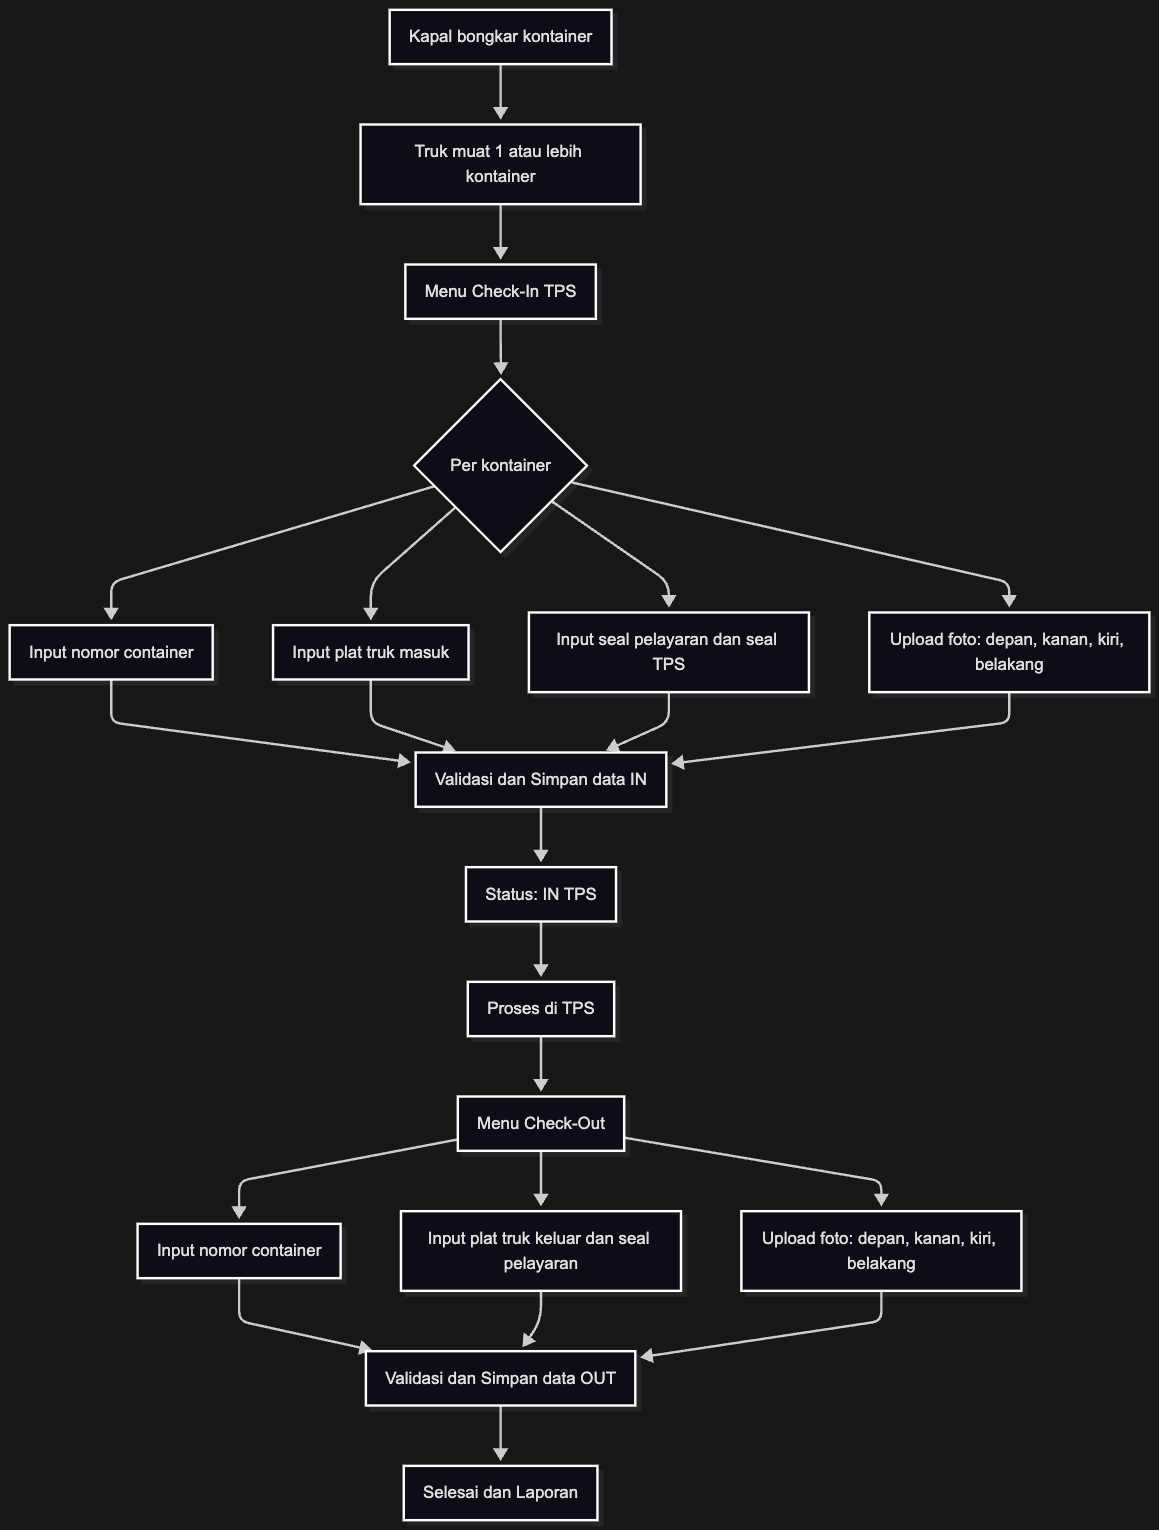 Kapal bongkar kontainer
Truk muat 1 atau lebih
kontainer
Menu Check-In TPS
Per kontainer
Input nomor container
Input plat truk masuk
Input seal pelayaran dan seal
TPS
Upload foto: depan, kanan, kiri,
belakang
Validasi dan Simpan data IN
Status: IN TPS
Proses di TPS
Menu Check-Out
Input nomor container
Input plat truk keluar dan seal
pelayaran
Upload foto: depan, kanan, kiri,
belakang
Validasi dan Simpan data OUT
Selesai dan Laporan